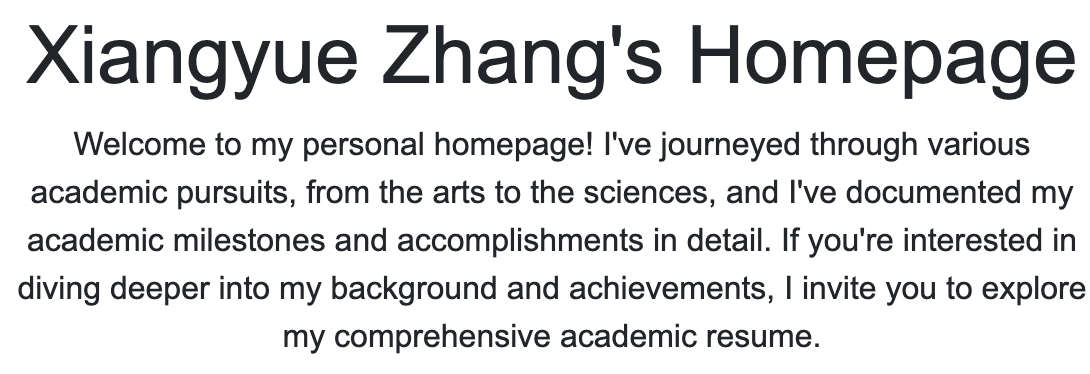 Xiangyue Zhang's Homepage
Welcome to my personal homepage! I've journeyed through various
academic pursuits, from the arts to the sciences, and I've documented my
academic milestones and accomplishments in detail. If you're interested in
diving deeper into my background and achievements, I invite you to explore
my comprehensive academic resume.